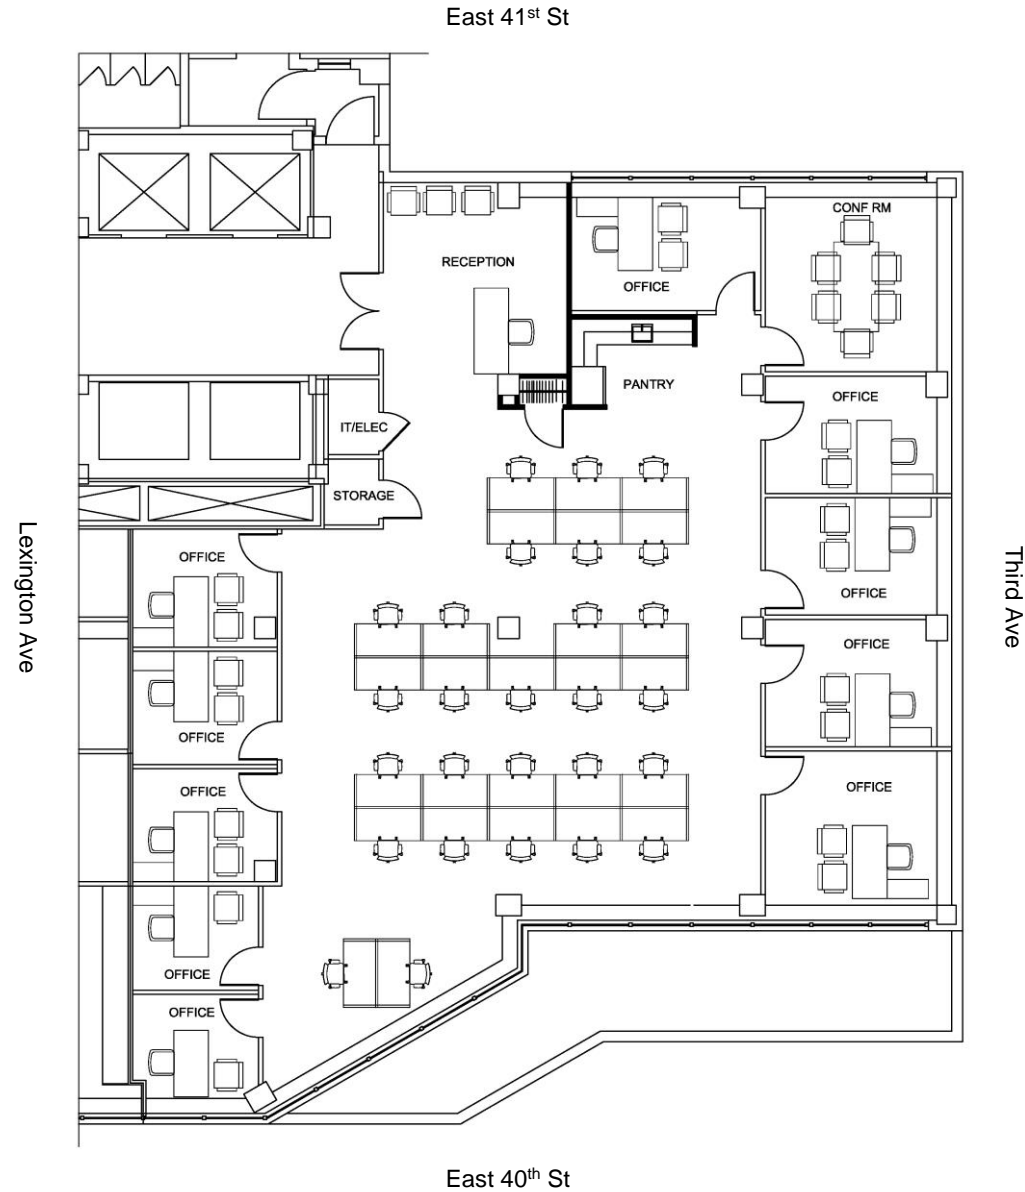 East 41st St
CONF RM
RECEPTION
OFFICE
PANTRY
OFFICE
IT/ELEC
STORAGE
Lexington Ave
Third Ave
OFFICE
OFFICE
OFFICE
OFFICE
OFFICE
OFFICE
OFFICE
OFFICE
OFFICE
East 40th St